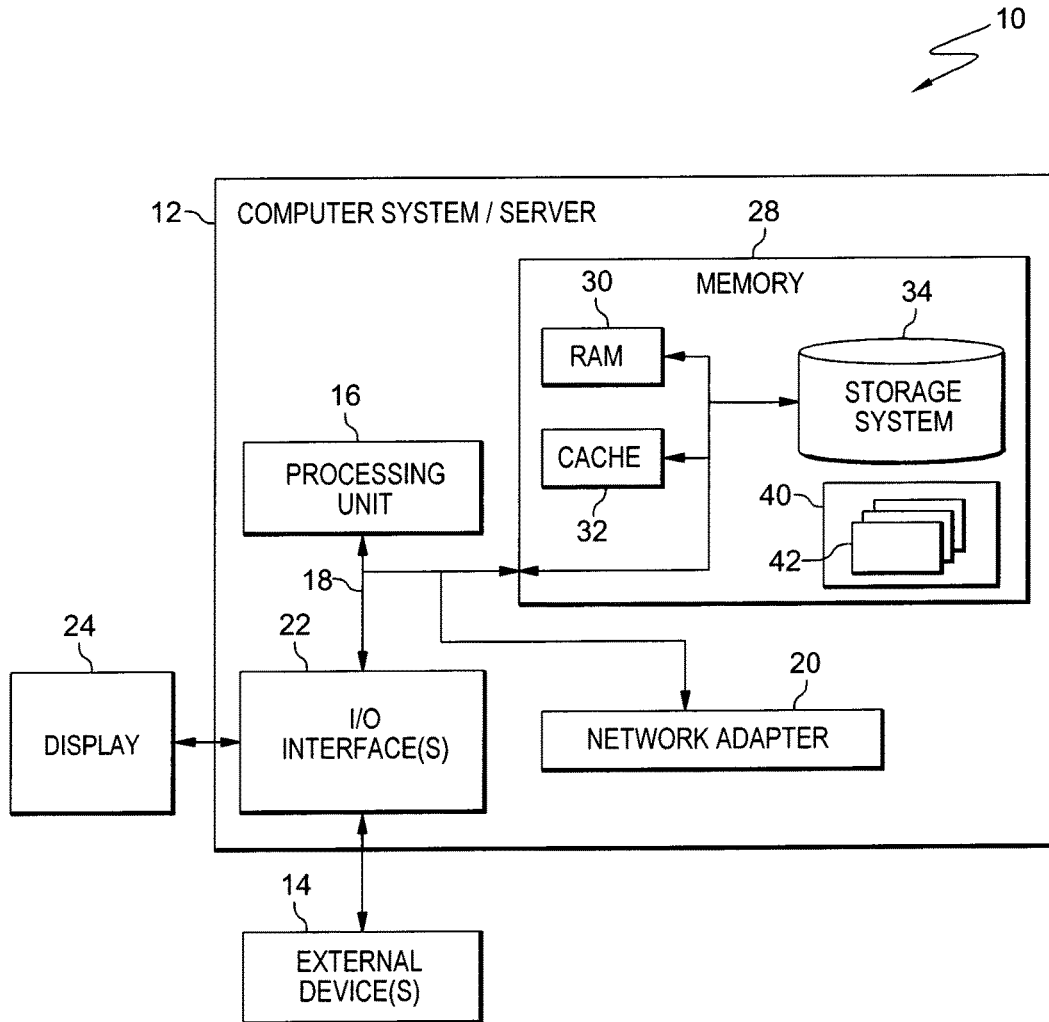 10
12
COMPUTER SYSTEM / SERVER
28
MEMORY
30
RAM
34
STORAGE
SYSTEM
16
PROCESSING
UNIT
CACHE
32
40
42
18
24
22
20
DISPLAY
I/O
INTERFACE(S)
NETWORK ADAPTER
14
EXTERNAL
DEVICE(S)